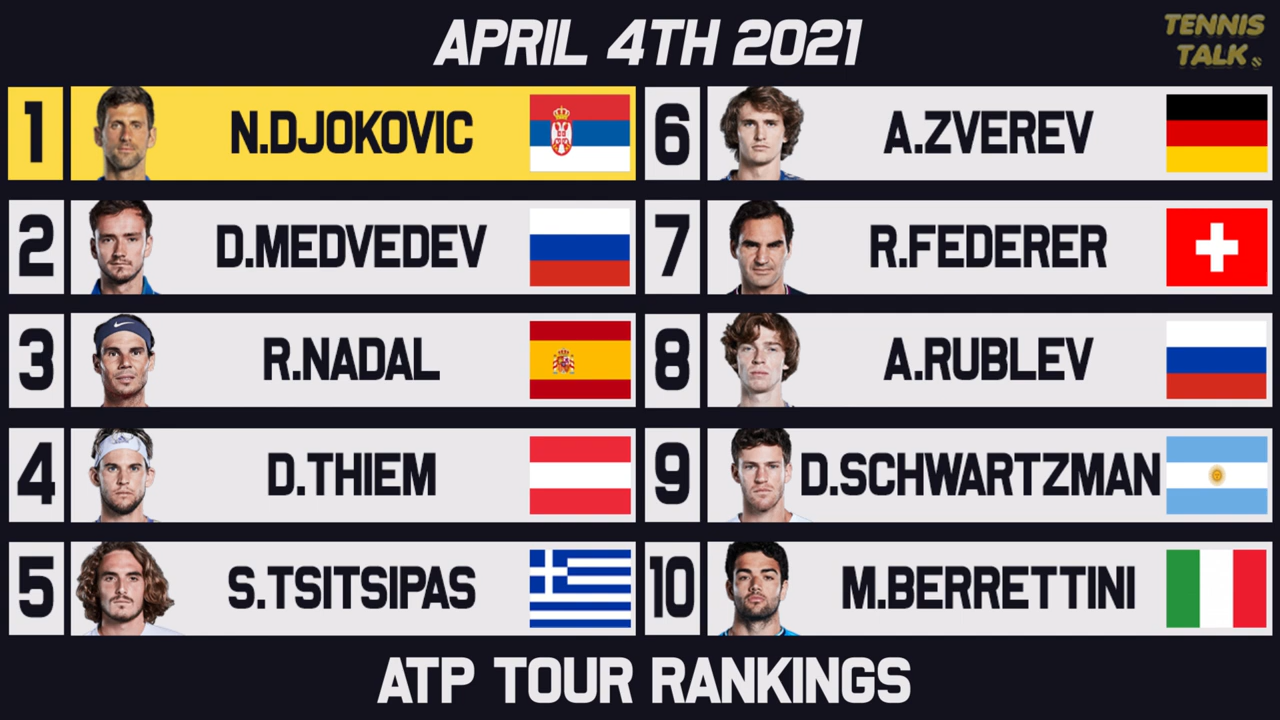 APRIL 4TH 2021
TENNIS
TALK
1 N.DJOKOVIC
2 D.MEDVEDEV
3 R.NADAL
4 D.THIEM
5 S.TSITSIPAS
6 A.ZVEREV
7 R.FEDERER
8 A.RUBLEV
9 D.SCHWARTZMAN
10 M.BERRETTINI
ATP TOUR RANKINGS